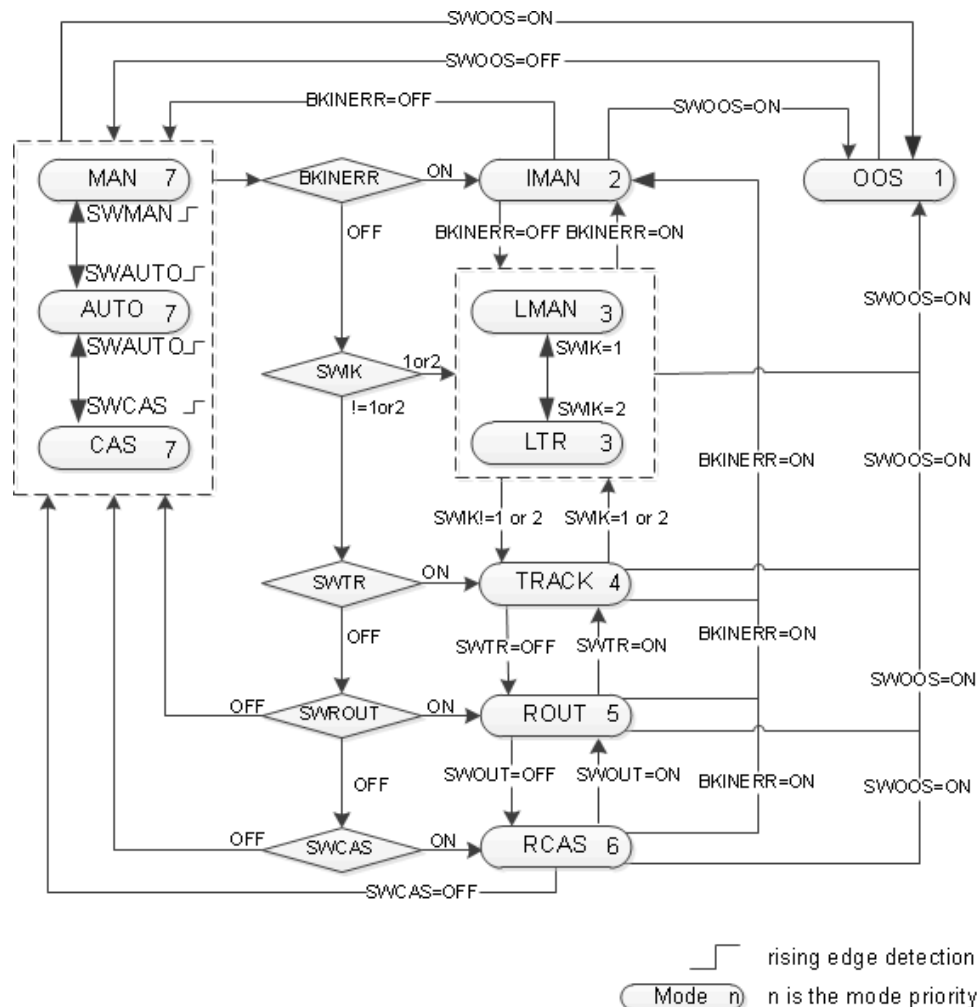 SWOOS=ON
SWOOS=OFF
BKINERR=OFF
SWOOS=ON
MAN 7
BKINERR
ON
IMAN 2
OOS 1
SWMAN
OFF
BKINERR=OFF BKINERR=ON
SWAUTO
AUTO 7
SWAUTO
LMAN 3
SWOOS=ON
SWIK
1or2
SWIK=1
!=1or2
SWCAS
SWIK=2
CAS 7
LTR 3
BKINERR=ON
SWOOS=ON
SWIK!=1 or 2 SWIK=1 or 2
SWTR
ON
TRACK 4
OFF
SWTR=OFF
SWTR=ON
BKINERR=ON
SWOOS=ON
OFF
SWROUT
ON
ROUT 5
OFF
SWOUT=OFF
SWOUT=ON
BKINERR=ON
SWOOS=ON
OFF
SWCAS
ON
RCAS 6
SWCAS=OFF
rising edge detection
Mode n
n is the mode priority